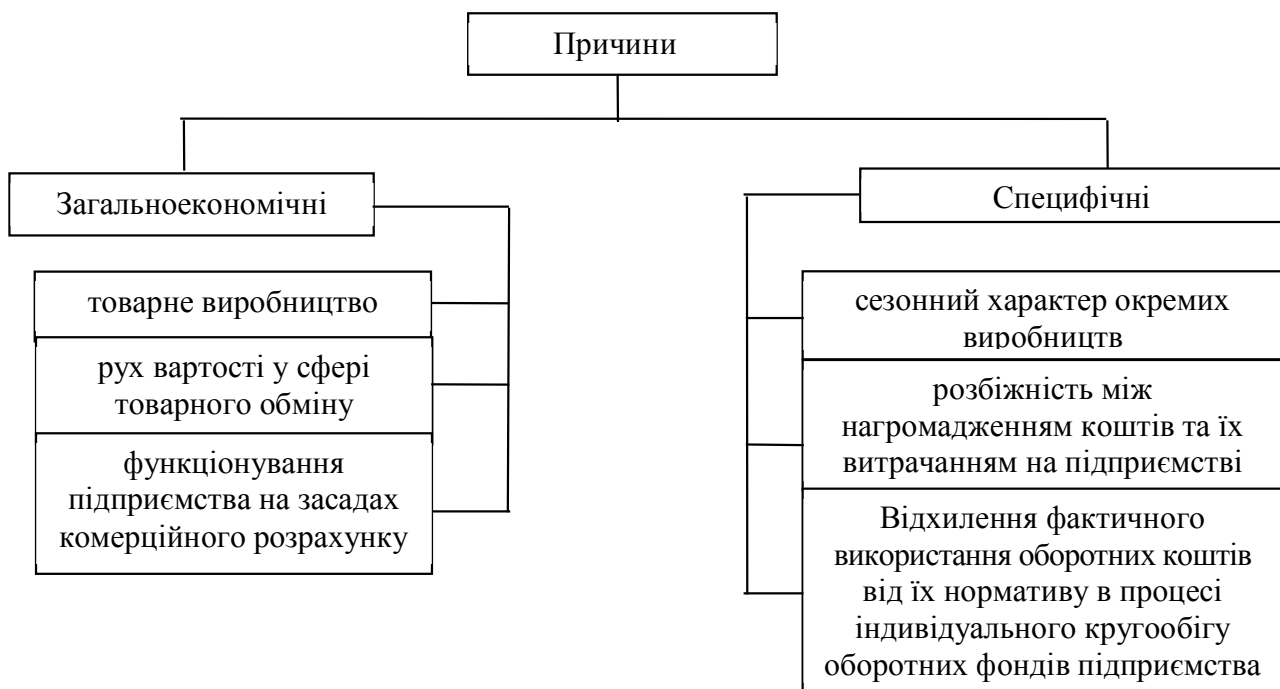 Причини
Загальноекономічні
товарне виробництво
рух вартості у сфері
товарного обміну
функціонування
підприємства на засадах
комерційного розрахунку
Специфічні
сезонний характер окремих
виробництв
розбіжність між
нагромадженням коштів та їх
витрачанням на підприємстві
Відхилення фактичного
використання оборотних коштів
від їх нормативу в процесі
індивідуального кругообігу
оборотних фондів підприємства